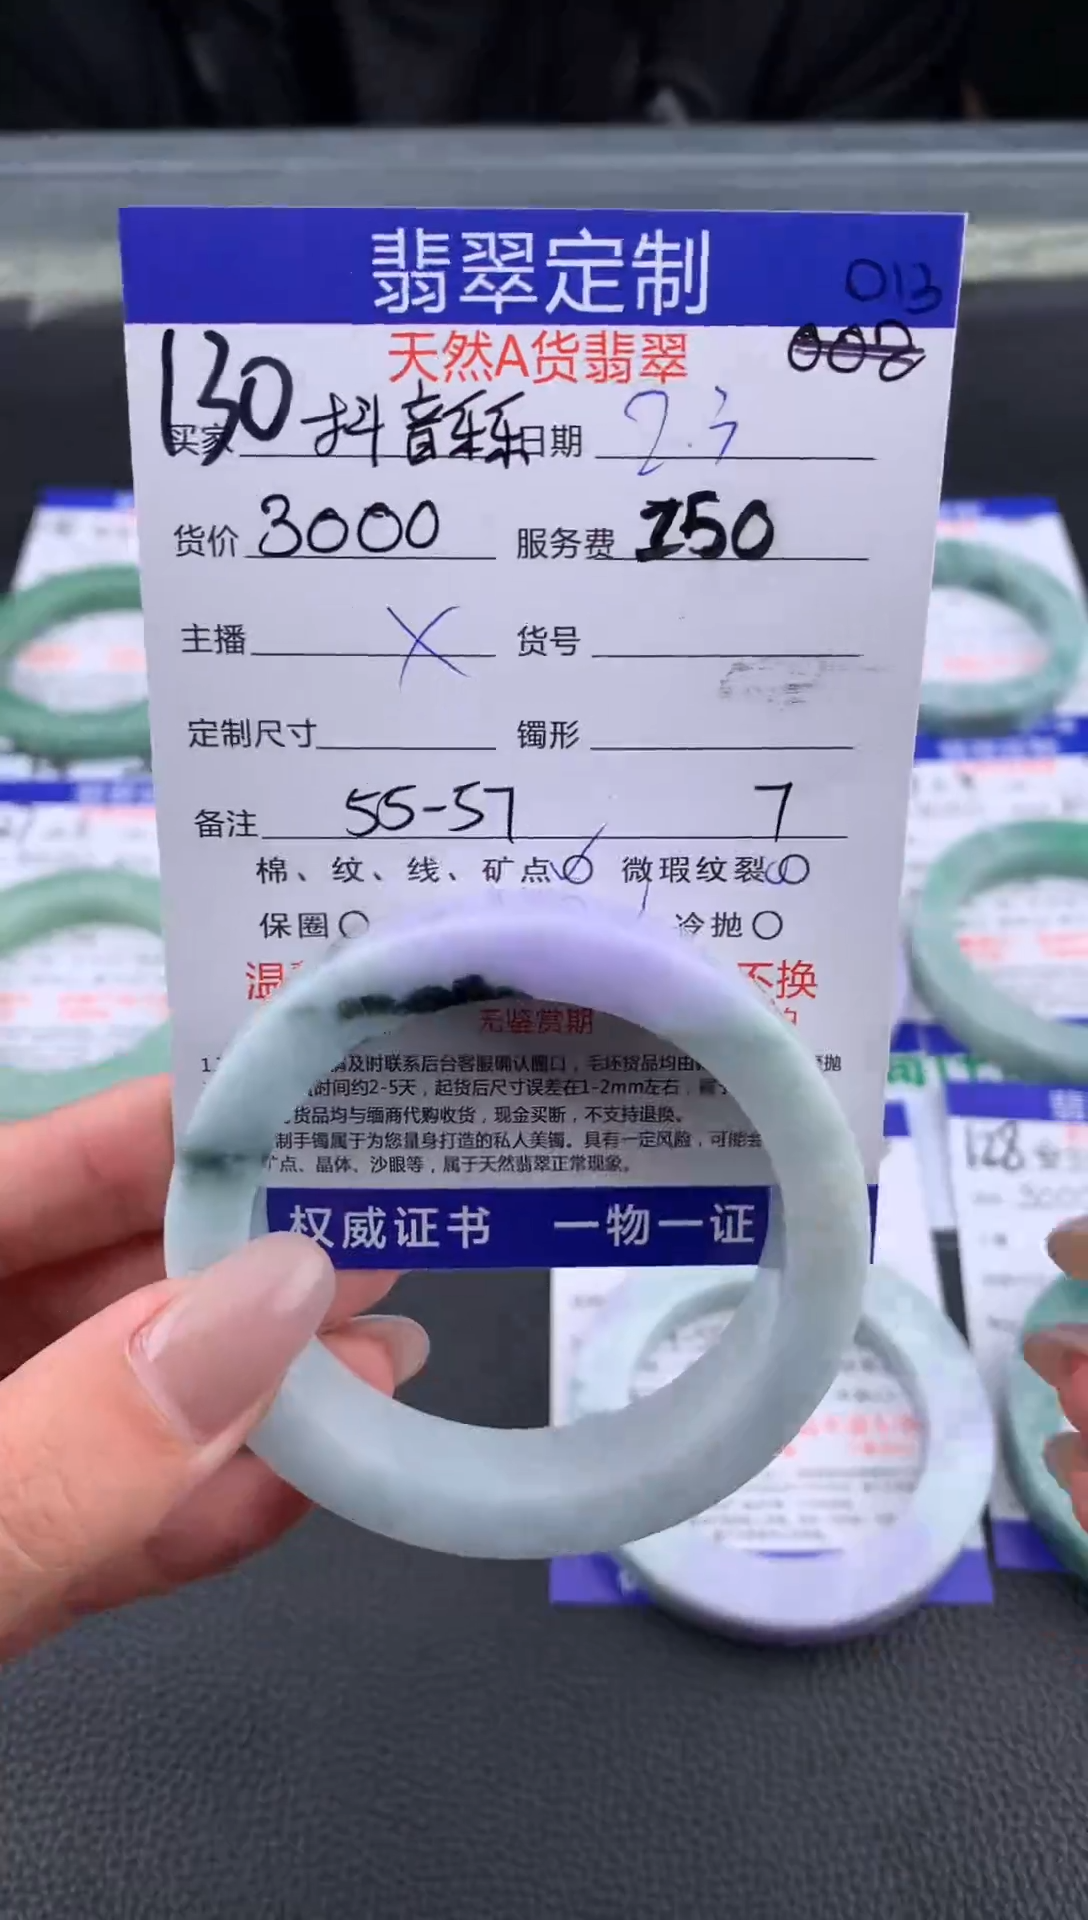 翡翠定制 013
天然A货翡翠 008
130
买家 抖音乐乐 日期 2.3
货价 3000 服务费 150
主播 X 货号
定制尺寸 镯形
备注 55-57 7
棉、纹、线、矿点 微瑕纹裂
保圈 冷抛
温 不换
无鉴赏期
及时联系后台客服确认圈口，毛坯货品均由
时间约2-5天，起货后尺寸误差在1-2mm左右，
货品均与缅商代购收货，现金买断，不支持退换。
制手镯属于为您量身打造的私人美镯。具有一定风险，可能会
点、晶体、沙眼等，属于天然翡翠正常现象。
权威证书 一物一证
128